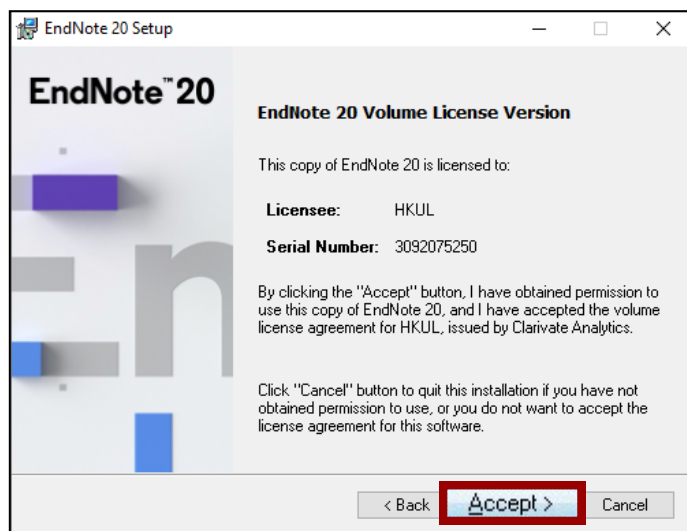 EndNote 20 Setup
EndNote™20
EndNote 20 Volume License Version
This copy of EndNote 20 is licensed to:
Licensee: HKUL
Serial Number: 3092075250
By clicking the "Accept" button, I have obtained permission to
use this copy of EndNote 20, and I have accepted the volume
license agreement for HKUL, issued by Clarivate Analytics.
Click "Cancel" button to quit this installation if you have not
obtained permission to use, or you do not want to accept the
license agreement for this software.
< Back Accept > Cancel